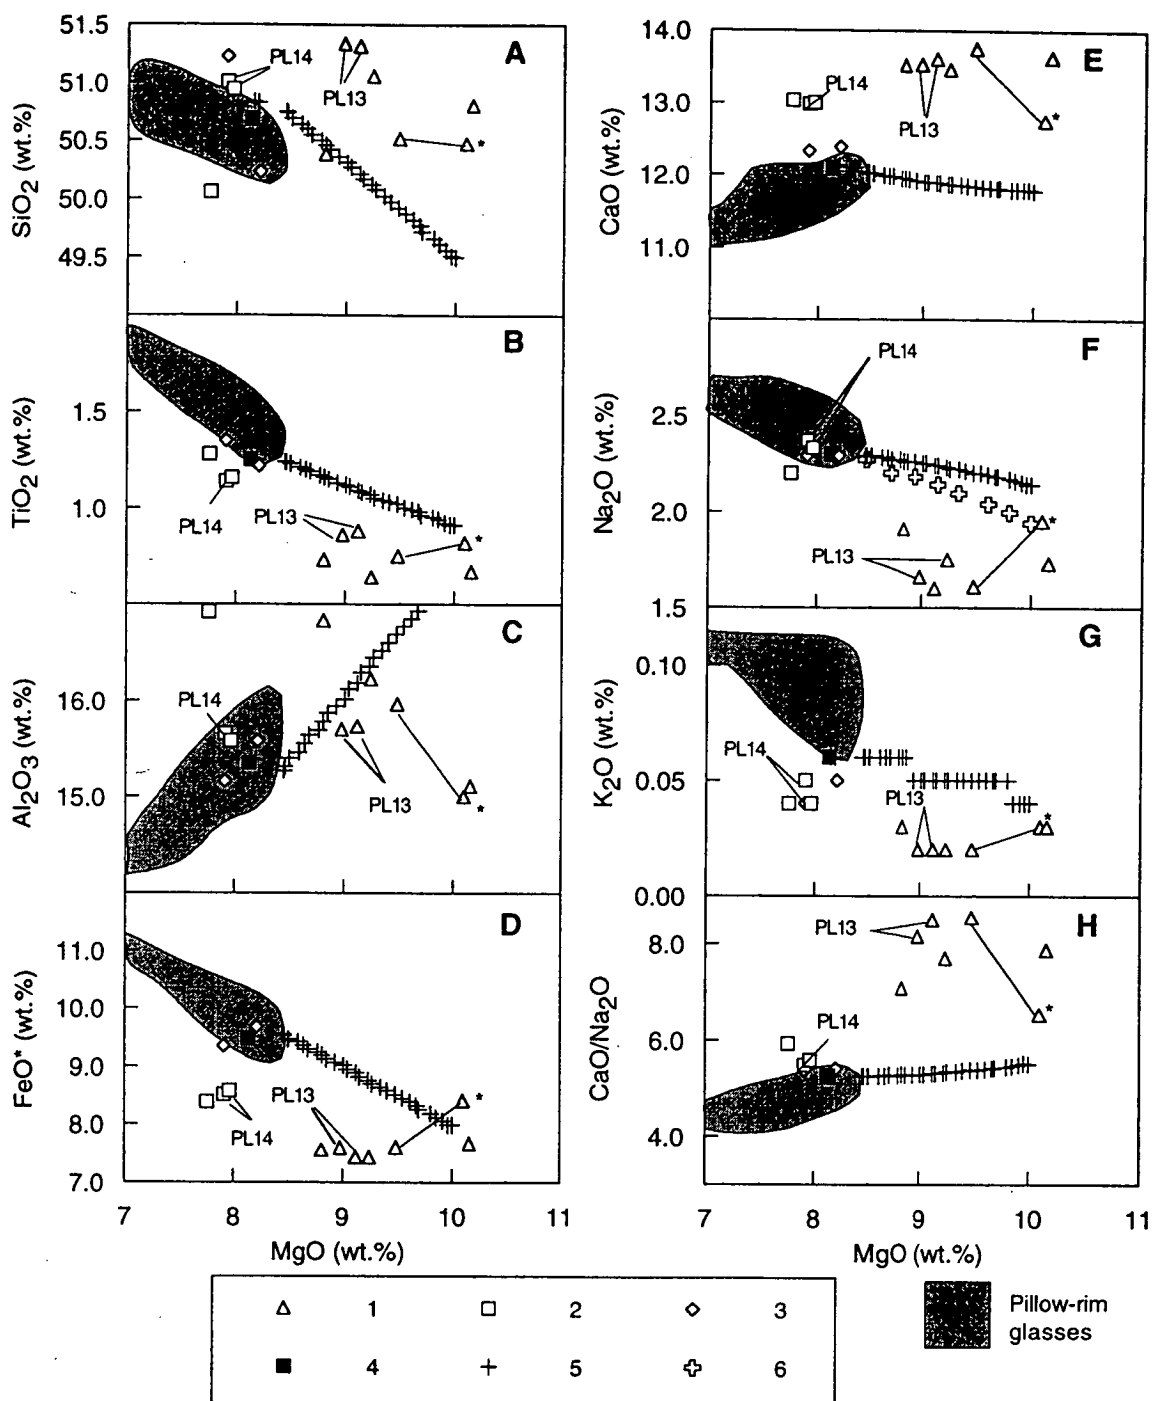 A
51.5
51.0
50.5
50.0
49.5
SiO2 (wt.%)
PL14
PL13
*
B
1.5
1.0
TiO2 (wt.%)
PL14
PL13
*
C
16.0
15.0
Al2O3 (wt.%)
PL14
PL13
*
D
11.0
10.0
9.0
8.0
7.0
FeO* (wt.%)
PL14
PL13
*
7 8 9 10 11
MgO (wt.%)
E
14.0
13.0
12.0
11.0
CaO (wt.%)
PL14
PL13
*
F
2.5
2.0
1.5
Na2O (wt.%)
PL14
PL13
*
G
0.10
0.05
0.00
K2O (wt.%)
PL14
PL13
*
H
8.0
6.0
4.0
CaO/Na2O
PL13
PL14
*
7 8 9 10 11
MgO (wt.%)
1 2 3
4 5 6
Pillow-rim
glasses